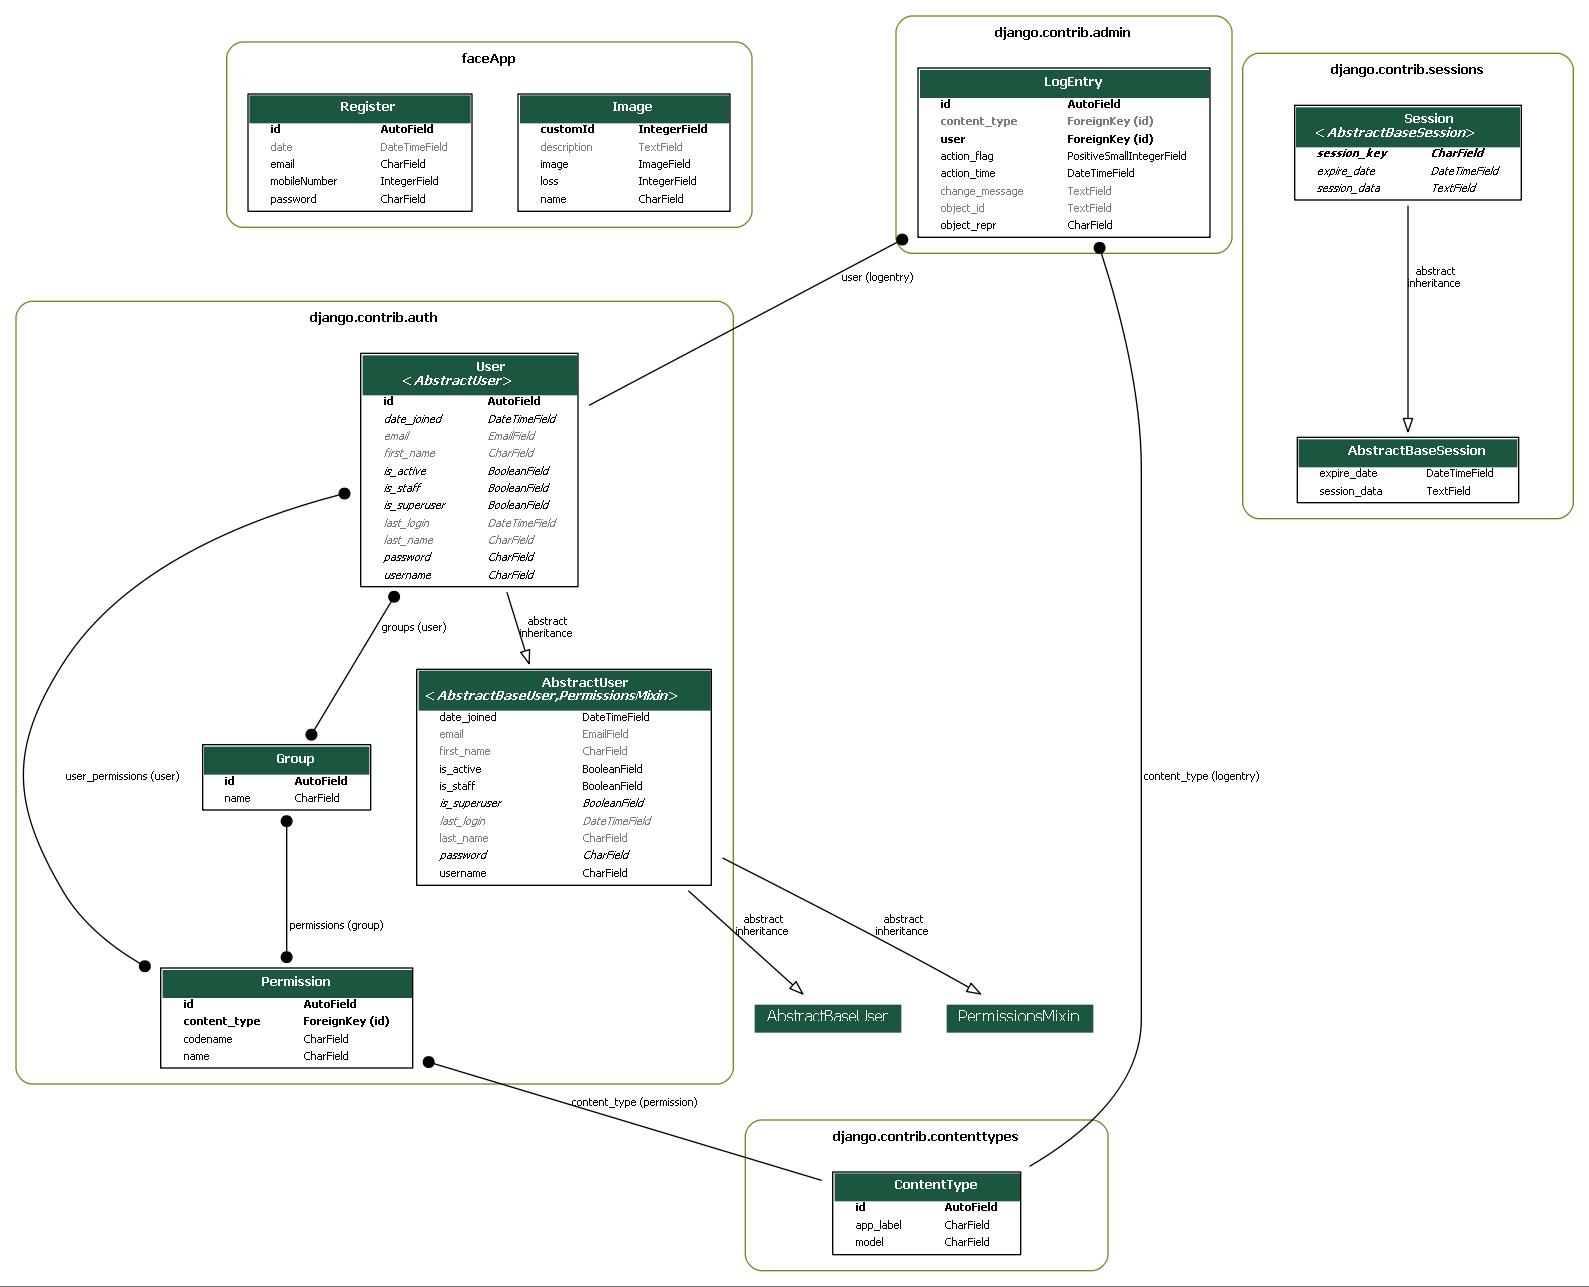 faceApp
Register
id AutoField
date DateTimeField
email CharField
mobileNumber IntegerField
password CharField
Image
customId IntegerField
description TextField
image ImageField
loss IntegerField
name CharField
django.contrib.admin
LogEntry
id AutoField
content_type ForeignKey (id)
user ForeignKey (id)
action_flag PositiveSmallIntegerField
action_time DateTimeField
change_message TextField
object_id TextField
object_repr CharField
django.contrib.sessions
Session
<AbstractBaseSession>
session_key CharField
expire_date DateTimeField
session_data TextField
abstract
inheritance
AbstractBaseSession
expire_date DateTimeField
session_data TextField
user (logentry)
django.contrib.auth
User
<AbstractUser>
id AutoField
date_joined DateTimeField
email EmailField
first_name CharField
is_active BooleanField
is_staff BooleanField
is_superuser BooleanField
last_login DateTimeField
last_name CharField
password CharField
username CharField
groups (user)
abstract
inheritance
AbstractUser
<AbstractBaseUser,PermissionsMixin>
date_joined DateTimeField
email EmailField
first_name CharField
is_active BooleanField
is_staff BooleanField
is_superuser BooleanField
last_login DateTimeField
last_name CharField
password CharField
username CharField
Group
id AutoField
name CharField
user_permissions (user)
content_type (logentry)
permissions (group)
abstract
inheritance
abstract
inheritance
Permission
id AutoField
content_type ForeignKey (id)
codename CharField
name CharField
AbstractBaseUser
PermissionsMixin
content_type (permission)
django.contrib.contenttypes
ContentType
id AutoField
app_label CharField
model CharField